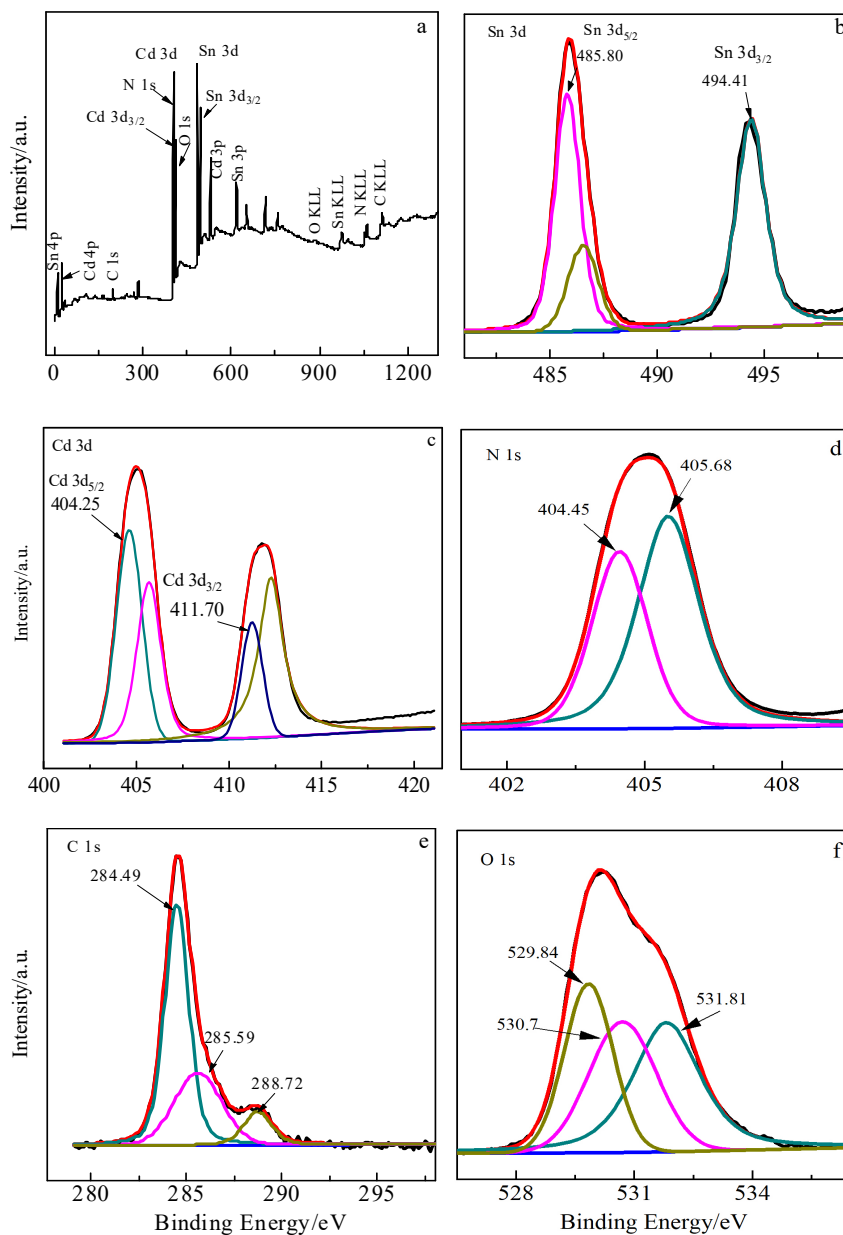 a
Cd 3d
Sn 3d
N 1s
Sn 3d3/2
Cd 3d3/2
O 1s
Cd 3p
Sn 3p
O KLL
Sn KLL
N KLL
C KLL
Sn 4p
Cd 4p
C 1s
Intensity/a.u.
0 300 600 900 1200
b
Sn 3d
Sn 3d5/2
485.80
Sn 3d3/2
494.41
485 490 495
c
Cd 3d
Cd 3d5/2
404.25
Cd 3d3/2
411.70
Intensity/a.u.
400 405 410 415 420
d
N 1s
404.45
405.68
402 405 408
e
C 1s
284.49
285.59
288.72
Intensity/a.u.
280 285 290 295
Binding Energy/eV
f
O 1s
529.84
530.7
531.81
528 531 534
Binding Energy/eV